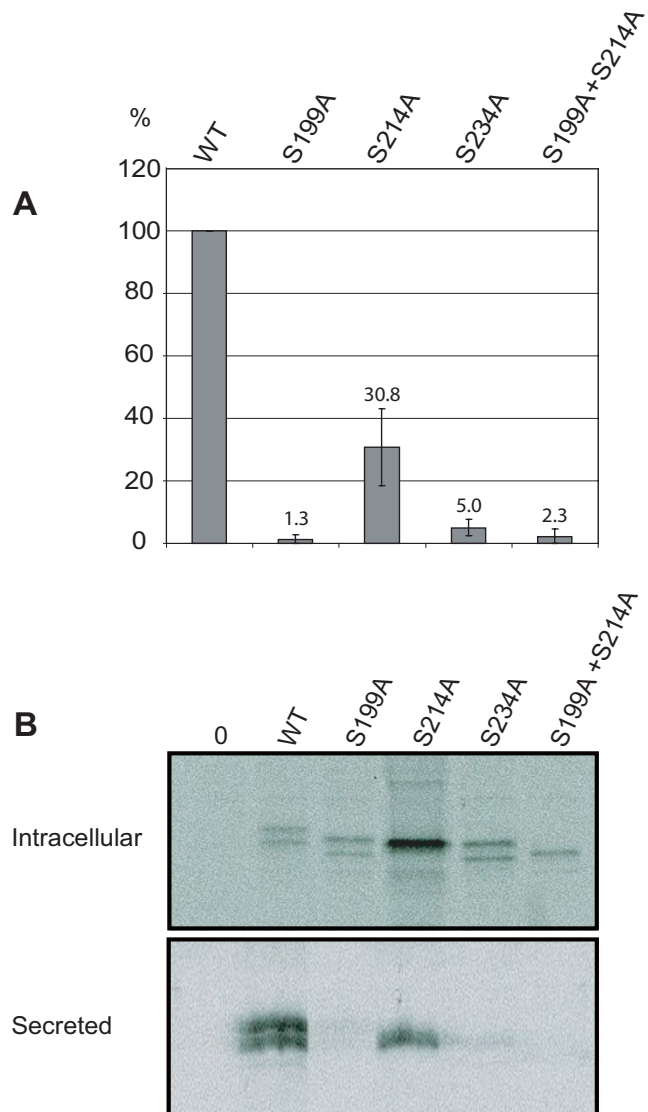 %
WT
S199A
S214A
S234A
S199A+S214A
A
120
100
80
60
40
20
0
1.3
30.8
5.0
2.3
B
0
WT
S199A
S214A
S234A
S199A+S214A
Intracellular
Secreted